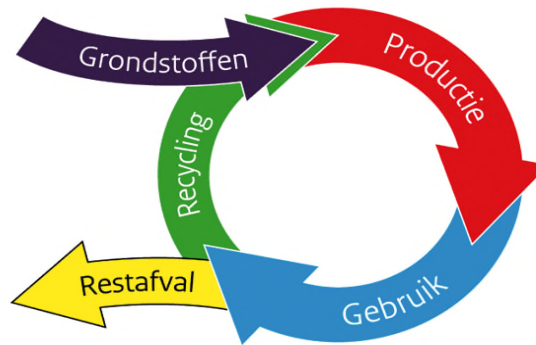 Grondstoffen
Productie
Gebruik
Recycling
Restafval